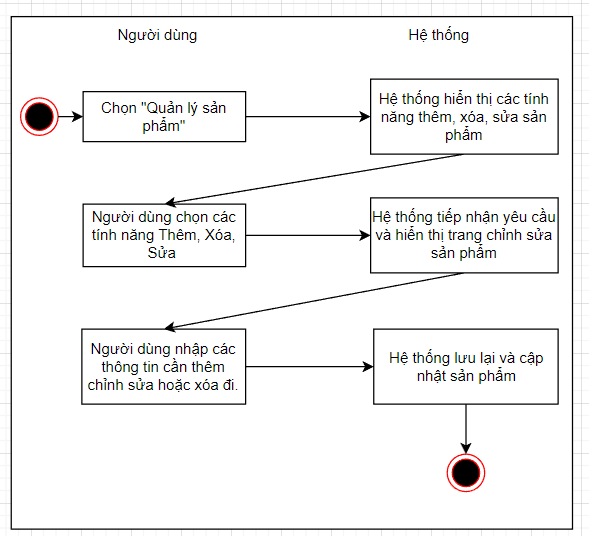 Người dùng
Hệ thống
Chọn "Quản lý sản
phẩm"
Hệ thống hiển thị các tính
năng thêm, xóa, sửa sản
phẩm
Người dùng chọn các
tính năng Thêm, Xóa,
Sửa
Hệ thống tiếp nhận yêu cầu
và hiển thị trang chỉnh sửa
sản phẩm
Người dùng nhập các
thông tin cần thêm
chỉnh sửa hoặc xóa đi.
Hệ thống lưu lại và cập
nhật sản phẩm